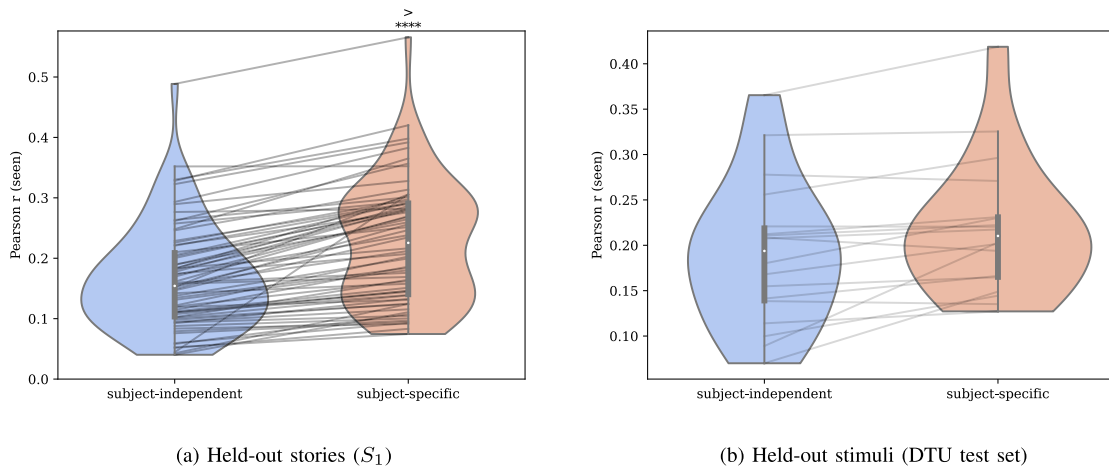 >
****
Pearson r (seen)
0.5
0.4
0.3
0.2
0.1
0.0
subject-independent
subject-specific
(a) Held-out stories (S₁)
Pearson r (seen)
0.40
0.35
0.30
0.25
0.20
0.15
0.10
subject-independent
subject-specific
(b) Held-out stimuli (DTU test set)